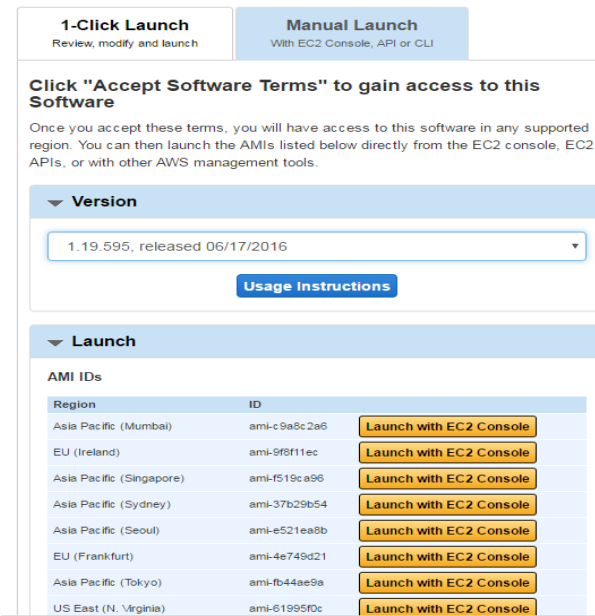 1-Click Launch
Review, modify and launch
Manual Launch
With EC2 Console, API or CLI
Click "Accept Software Terms" to gain access to this
Software
Once you accept these terms, you will have access to this software in any supported
region. You can then launch the AMIs listed below directly from the EC2 console, EC2
APIs, or with other AWS management tools.
Version
1.19.595, released 06/17/2016
Usage Instructions
Launch
AMI IDs
Region ID
Asia Pacific (Mumbai) ami-c9a8c2a6 Launch with EC2 Console
EU (Ireland) ami-9f8f11ec Launch with EC2 Console
Asia Pacific (Singapore) ami-f519ca96 Launch with EC2 Console
Asia Pacific (Sydney) ami-37b29b54 Launch with EC2 Console
Asia Pacific (Seoul) ami-e521ea8b Launch with EC2 Console
EU (Frankfurt) ami-4e749d21 Launch with EC2 Console
Asia Pacific (Tokyo) ami-fb44ae9a Launch with EC2 Console
US East (N. Virginia) ami-61995f0c Launch with EC2 Console